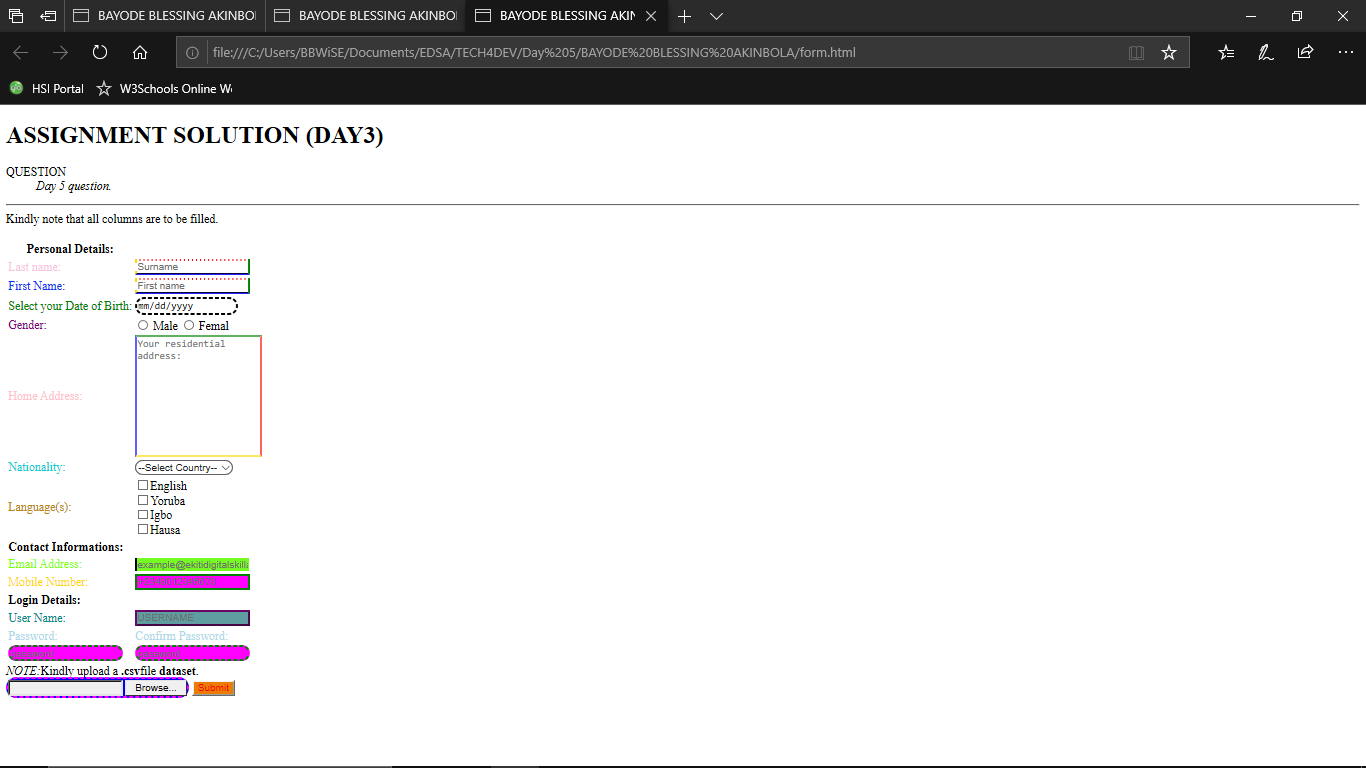 BAYODE BLESSING AKINBO
BAYODE BLESSING AKINBO
BAYODE BLESSING AKIN
file:///C:/Users/BBWiSE/Documents/EDSA/TECH4DEV/Day%205/BAYODE%20BLESSING%20AKINBOLA/form.html
HSI Portal
W3Schools Online We
ASSIGNMENT SOLUTION (DAY3)
QUESTION
Day 5 question.
Kindly note that all columns are to be filled.
Personal Details:
Last name: Surname
First Name: First name
Select your Date of Birth: mm/dd/yyyy
Gender: Male Femal
Your residential
address:
Home Address:
Nationality: --Select Country--
English
Yoruba
Language(s):
Igbo
Hausa
Contact Informations:
Email Address: example@ekitidigitalskill
Mobile Number:
Login Details:
User Name: USERNAME
Password: Confirm Password:
password password
NOTE:Kindly upload a .csvfile dataset.
Browse... Submit